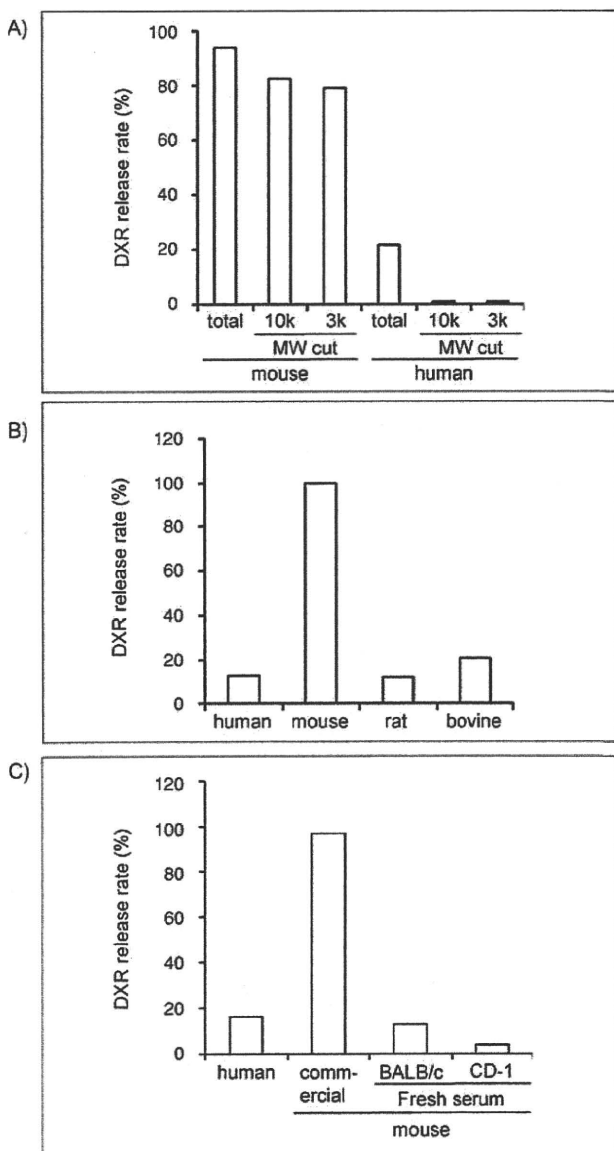 A)
DXR release rate (%)
100
80
60
40
20
0
total 10k 3k total 10k 3k
MW cut MW cut
mouse human
B)
DXR release rate (%)
120
100
80
60
40
20
0
human mouse rat bovine
C)
DXR release rate (%)
120
100
80
60
40
20
0
human comm- BALB/c CD-1
ercial Fresh serum
mouse